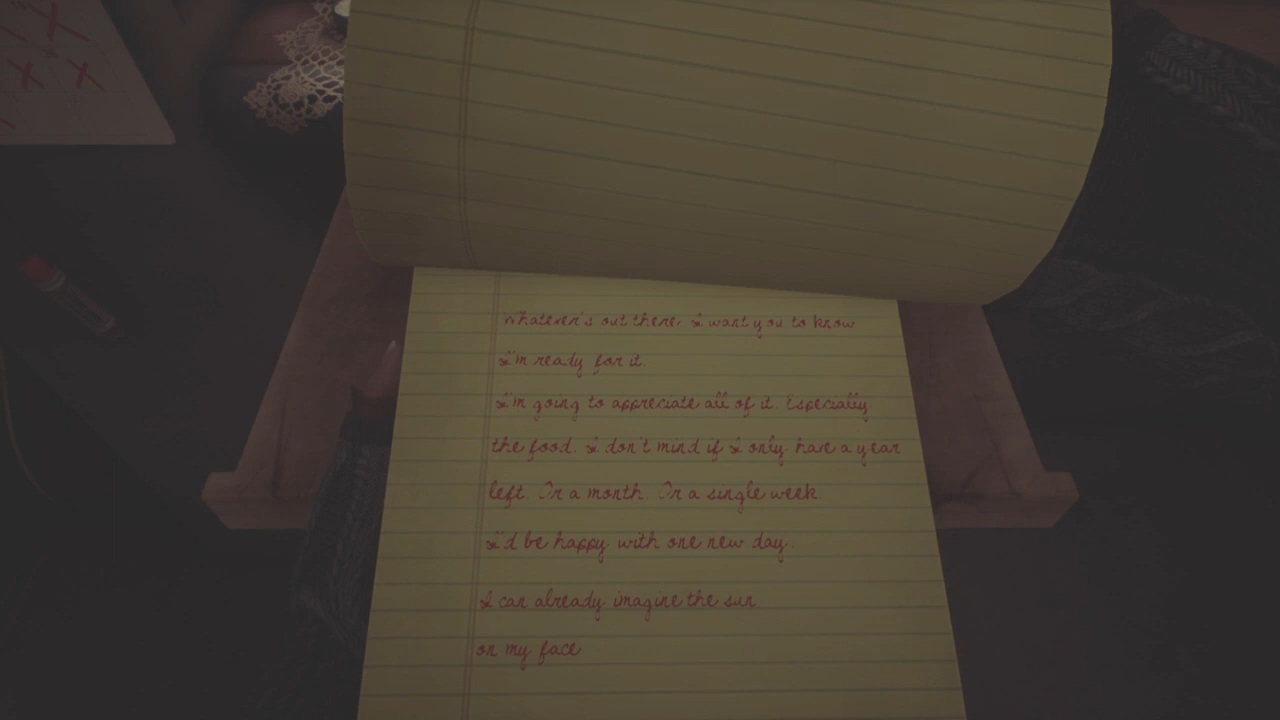 Whatever's out there, I want you to know
I'm ready for it.
I'm going to appreciate all of it. Especially
the food. I don't mind if I only have a year
left. Or a month. Or a single week.
I'd be happy with one new day.
I can already imagine the sun
on my face